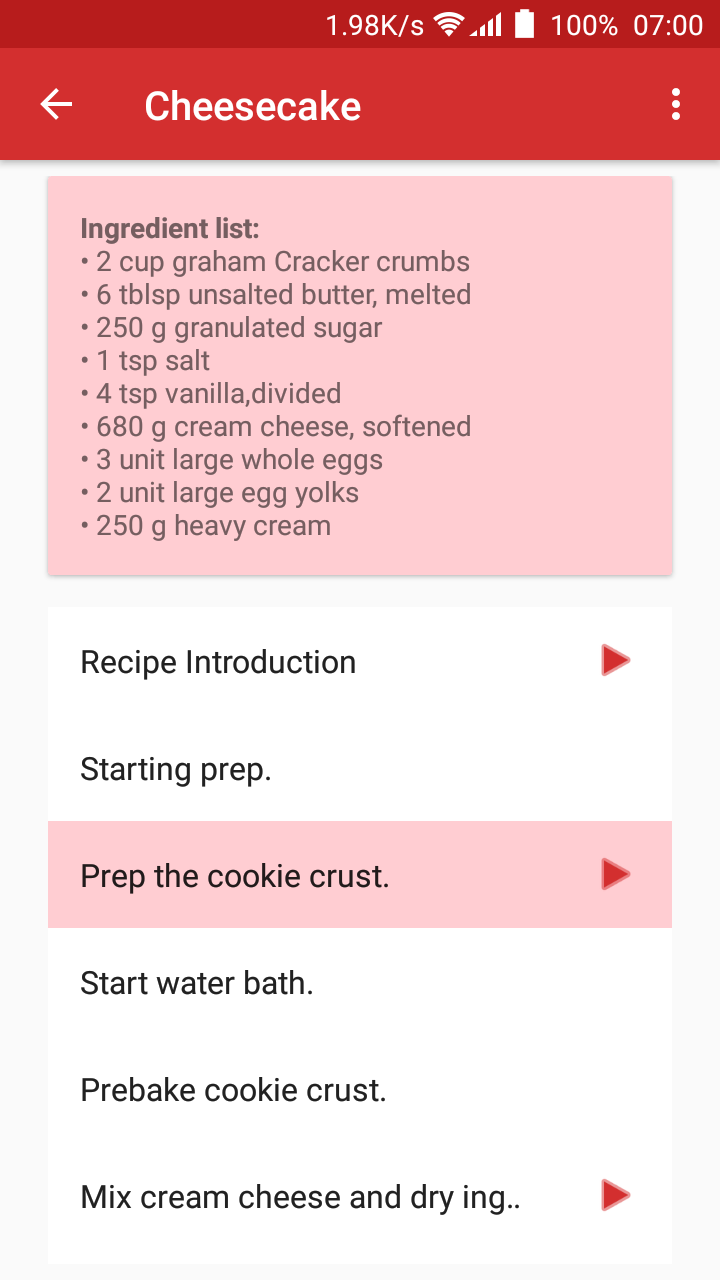 1.98K/s 100% 07:00
Cheesecake
Ingredient list:
• 2 cup graham Cracker crumbs
• 6 tblsp unsalted butter, melted
• 250 g granulated sugar
• 1 tsp salt
• 4 tsp vanilla,divided
• 680 g cream cheese, softened
• 3 unit large whole eggs
• 2 unit large egg yolks
• 250 g heavy cream
Recipe Introduction
Starting prep.
Prep the cookie crust.
Start water bath.
Prebake cookie crust.
Mix cream cheese and dry ing..